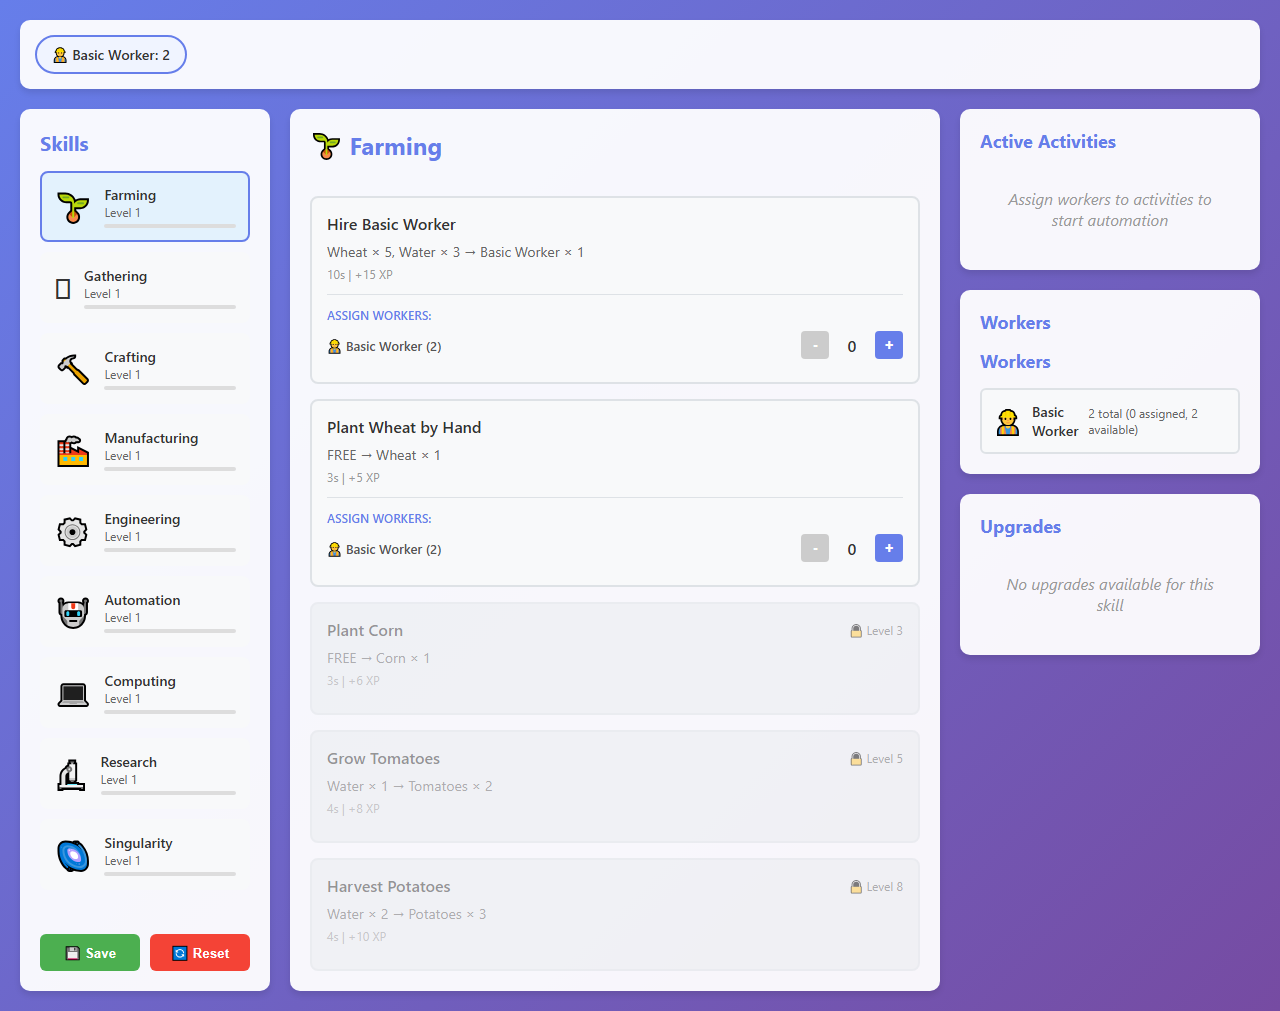 Basic Worker: 2
Skills
Farming
Level 1
Gathering
Level 1
Crafting
Level 1
Manufacturing
Level 1
Engineering
Level 1
Automation
Level 1
Computing
Level 1
Research
Level 1
Singularity
Level 1
Save
Reset
Farming
Hire Basic Worker
Wheat × 5, Water × 3 → Basic Worker × 1
10s | +15 XP
ASSIGN WORKERS:
Basic Worker (2)
- 0 +
Plant Wheat by Hand
FREE → Wheat × 1
3s | +5 XP
ASSIGN WORKERS:
Basic Worker (2)
- 0 +
Plant Corn
Level 3
FREE → Corn × 1
3s | +6 XP
Grow Tomatoes
Level 5
Water × 1 → Tomatoes × 2
4s | +8 XP
Harvest Potatoes
Level 8
Water × 2 → Potatoes × 3
4s | +10 XP
Active Activities
Assign workers to activities to
start automation
Workers
Workers
Basic
Worker
2 total (0 assigned, 2
available)
Upgrades
No upgrades available for this
skill